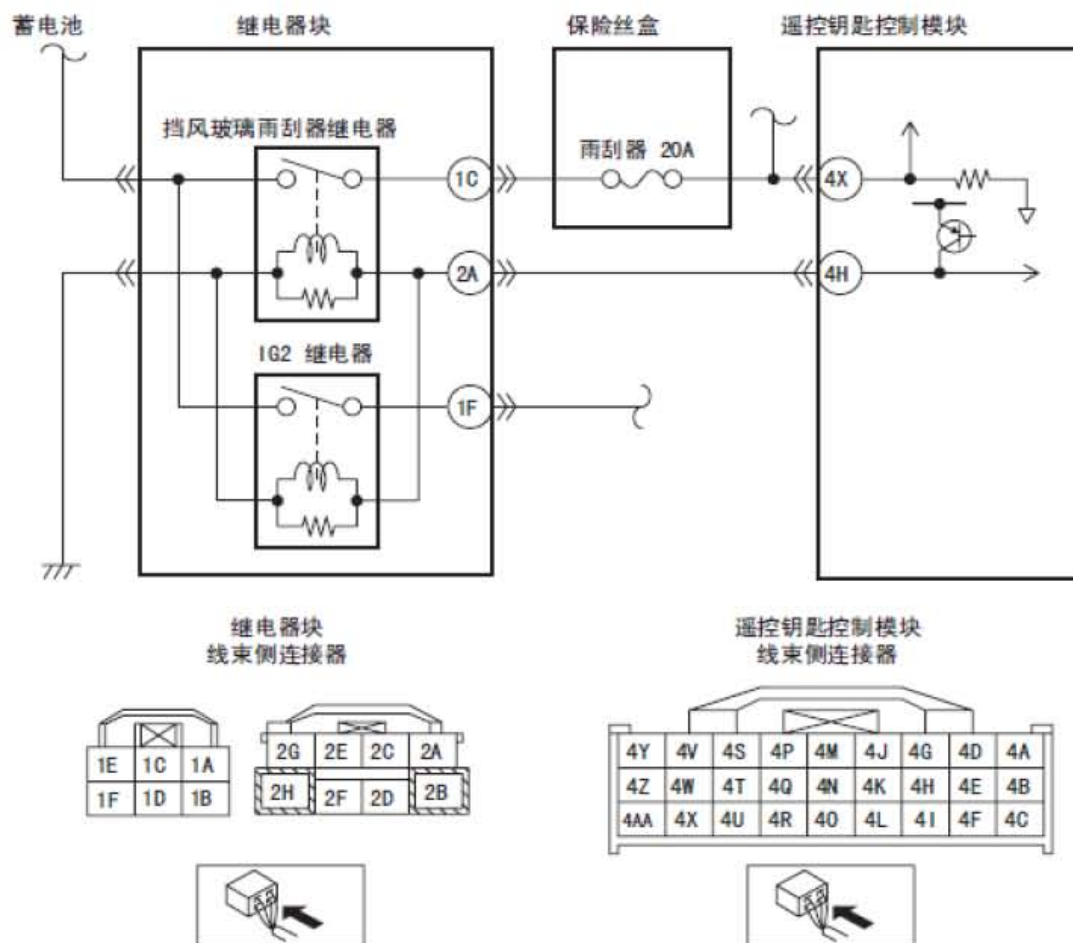 蓄电池
继电器块
保险丝盒
遥控钥匙控制模块
挡风玻璃雨刮器继电器
雨刮器 20A
1C
4X
2A
4H
IG2 继电器
1F
继电器块
线束侧连接器
遥控钥匙控制模块
线束侧连接器
1E 1C 1A
1F 1D 1B
2G 2E 2C 2A
2H 2F 2D 2B
4Y 4V 4S 4P 4M 4J 4G 4D 4A
4Z 4W 4T 4Q 4N 4K 4H 4E 4B
4AA 4X 4U 4R 4O 4L 4I 4F 4C